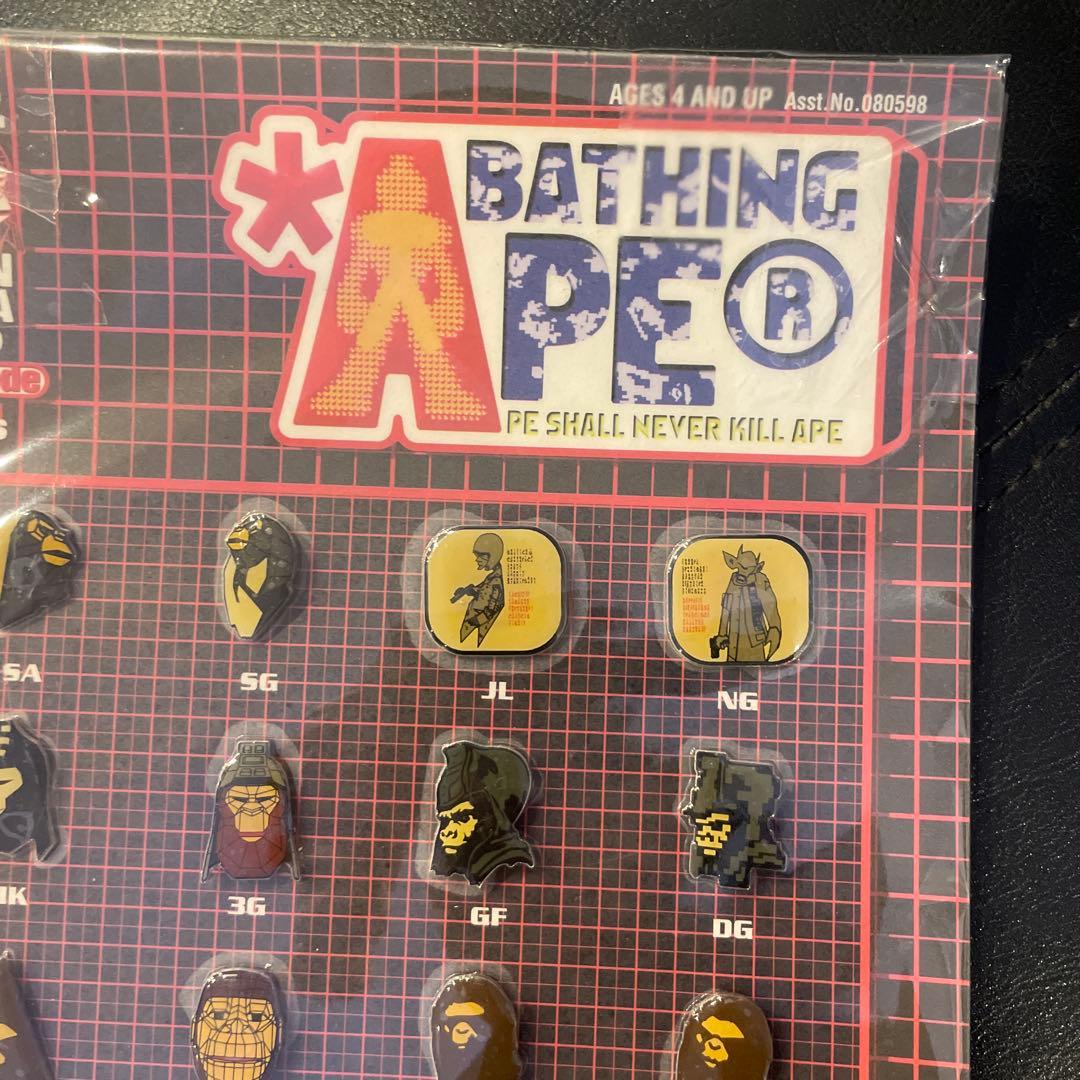 AGES 4 AND UP Asst.No.080598
*A BATHING
APE®
PE SHALL NEVER KILL APE
N
A
de
s
SA
SG
JL
NG
3G
GF
DG